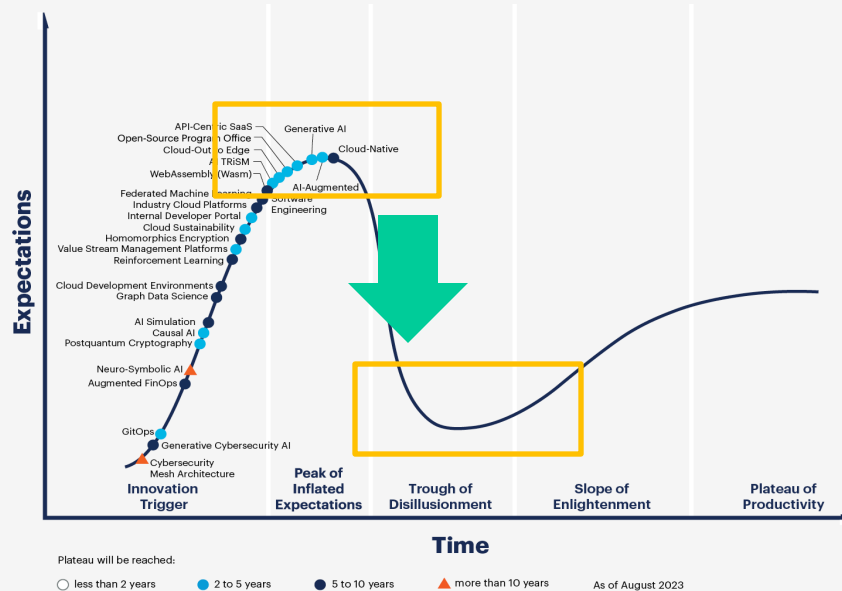 Expectations
API-Centric SaaS
Generative AI
Open-Source Program Office
Cloud-Out to Edge
Cloud-Native
AI TRiSM
WebAssembly (Wasm)
AI-Augmented
Software
Engineering
Federated Machine Learning
Industry Cloud Platforms
Internal Developer Portal
Cloud Sustainability
Homomorphics Encryption
Value Stream Management Platforms
Reinforcement Learning
Cloud Development Environments
Graph Data Science
AI Simulation
Causal AI
Postquantum Cryptography
Neuro-Symbolic AI
Augmented FinOps
GitOps
Generative Cybersecurity AI
Cybersecurity
Mesh Architecture
Innovation
Trigger
Peak of
Inflated
Expectations
Trough of
Disillusionment
Slope of
Enlightenment
Plateau of
Productivity
Time
Plateau will be reached:
less than 2 years
2 to 5 years
5 to 10 years
more than 10 years
As of August 2023